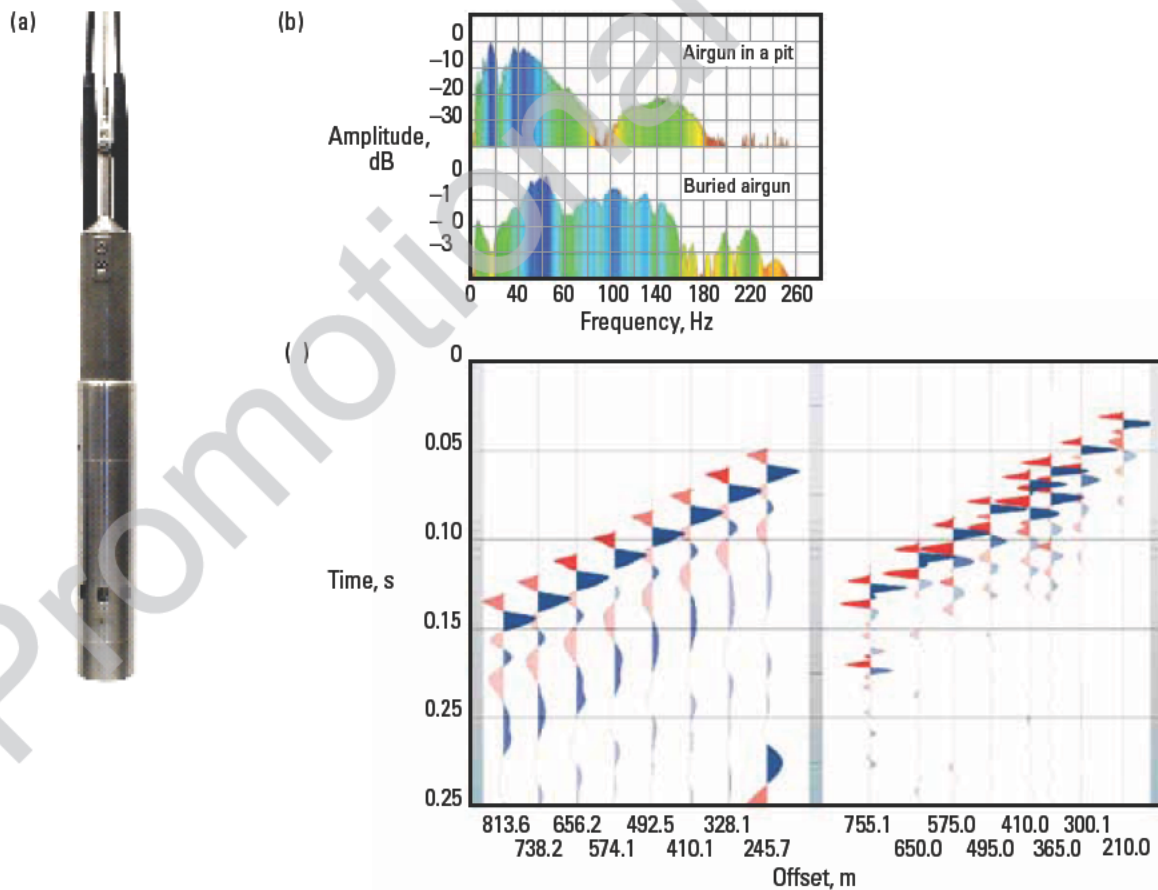 (a)
(b)
0
–10
–20
–30
Airgun in a pit
Amplitude,
dB
0
–1
–0
–3
Buried airgun
0 40 60 100 140 180 220 260
Frequency, Hz
( )
0
0.05
0.10
Time, s
0.15
0.25
0.25
813.6 656.2 492.5 328.1 755.1 575.0 410.0 300.1
738.2 574.1 410.1 245.7 650.0 495.0 365.0 210.0
Offset, m
Promotional